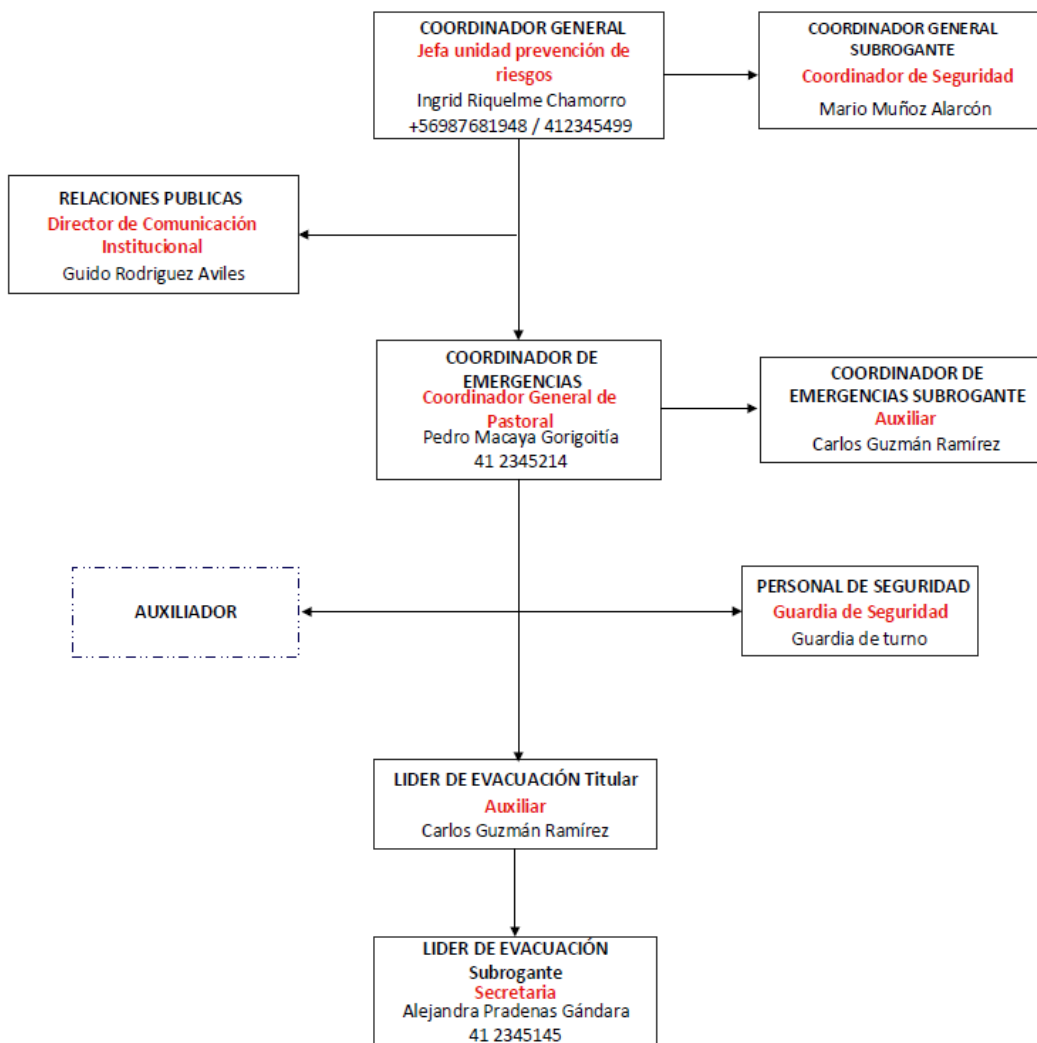 COORDINADOR GENERAL
Jefa unidad prevención de
riesgos
Ingrid Riquelme Chamorro
+56987681948 / 412345499
COORDINADOR GENERAL
SUBROGANTE
Coordinador de Seguridad
Mario Muñoz Alarcón
RELACIONES PUBLICAS
Director de Comunicación
Institucional
Guido Rodriguez Aviles
COORDINADOR DE
EMERGENCIAS
Coordinador General de
Pastoral
Pedro Macaya Gorigoitía
41 2345214
COORDINADOR DE
EMERGENCIAS SUBROGANTE
Auxiliar
Carlos Guzmán Ramírez
AUXILIADOR
PERSONAL DE SEGURIDAD
Guardia de Seguridad
Guardia de turno
LIDER DE EVACUACIÓN Titular
Auxiliar
Carlos Guzmán Ramírez
LIDER DE EVACUACIÓN
Subrogante
Secretaria
Alejandra Pradenas Gándara
41 2345145